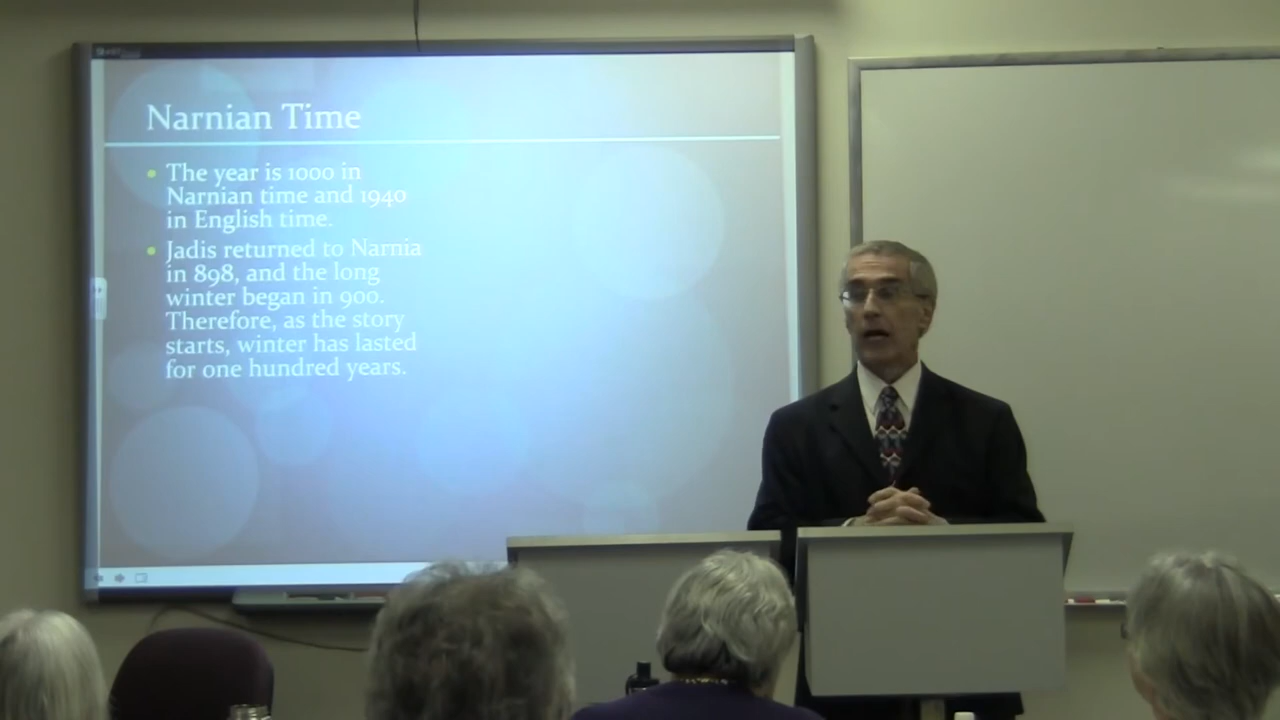 Narnian Time
The year is 1000 in
Narnian time and 1940
in English time.
Jadis returned to Narnia
in 898, and the long
winter began in 900.
Therefore, as the story
starts, winter has lasted
for one hundred years.